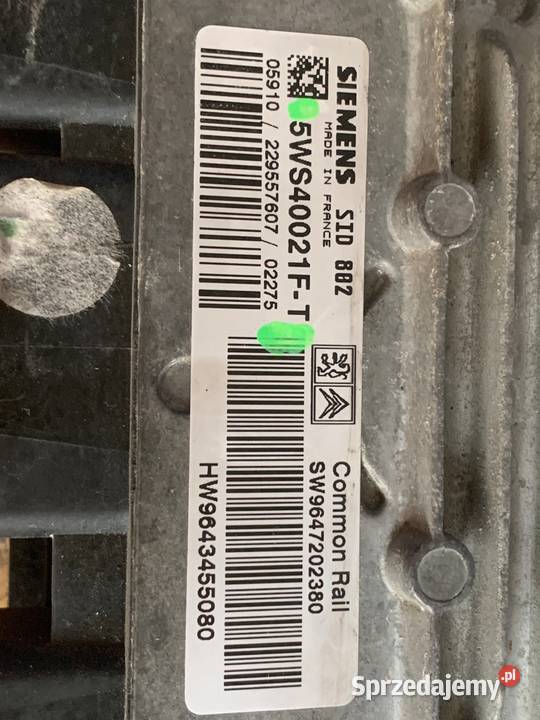 SIEMENS SID 802
MADE IN FRANCE
5WS40021F-T
05910 / 229557607 / 02275
Common Rail
SW9647202380
HW9643455080
Sprzedajemy.pl